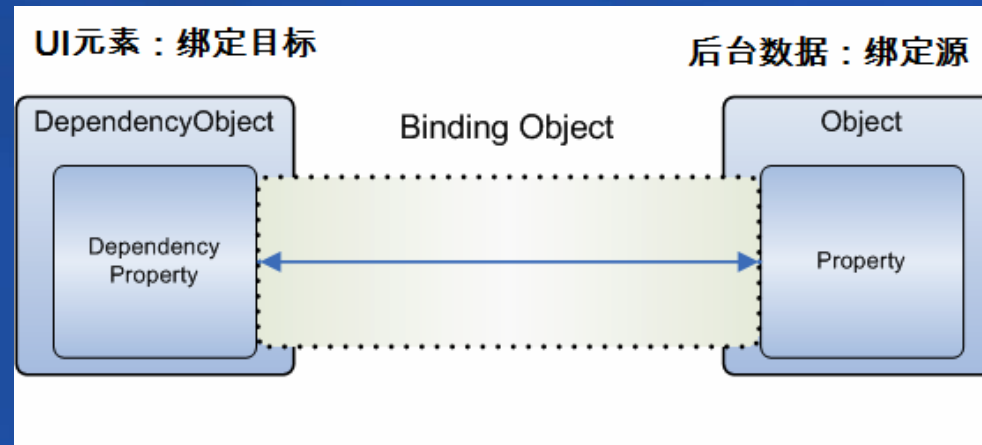 UI元素：绑定目标
后台数据：绑定源
DependencyObject
Binding Object
Object
Dependency
Property
Property